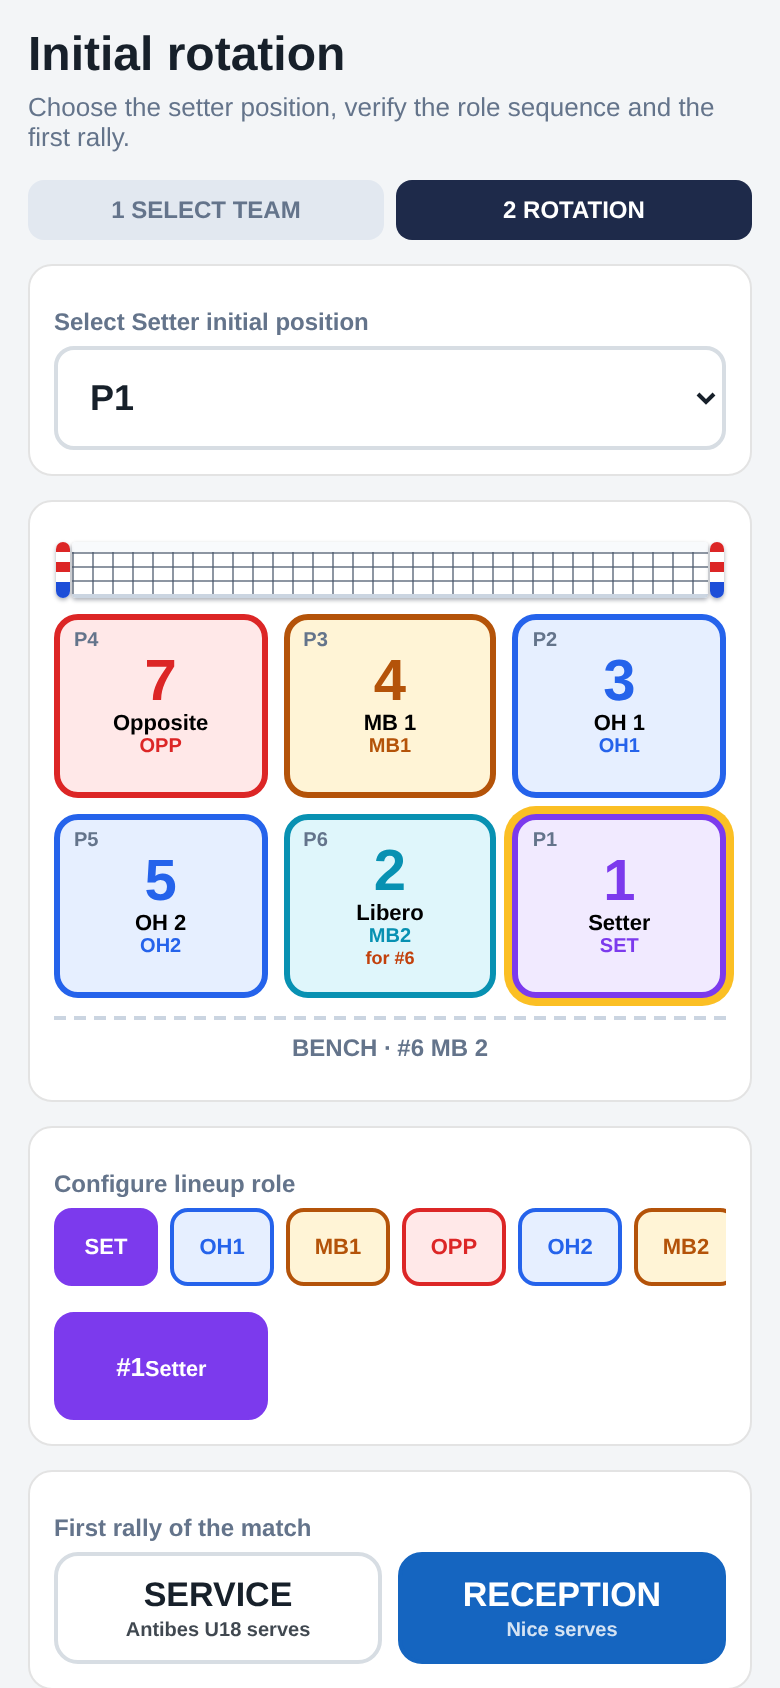 Initial rotation
Choose the setter position, verify the role sequence and the
first rally.
1 SELECT TEAM
2 ROTATION
Select Setter initial position
P1
P4
7
Opposite
OPP
P3
4
MB 1
MB1
P2
3
OH 1
OH1
P5
5
OH 2
OH2
P6
2
Libero
MB2
for #6
P1
1
Setter
SET
BENCH · #6 MB 2
Configure lineup role
SET
OH1
MB1
OPP
OH2
MB2
#1Setter
First rally of the match
SERVICE
Antibes U18 serves
RECEPTION
Nice serves